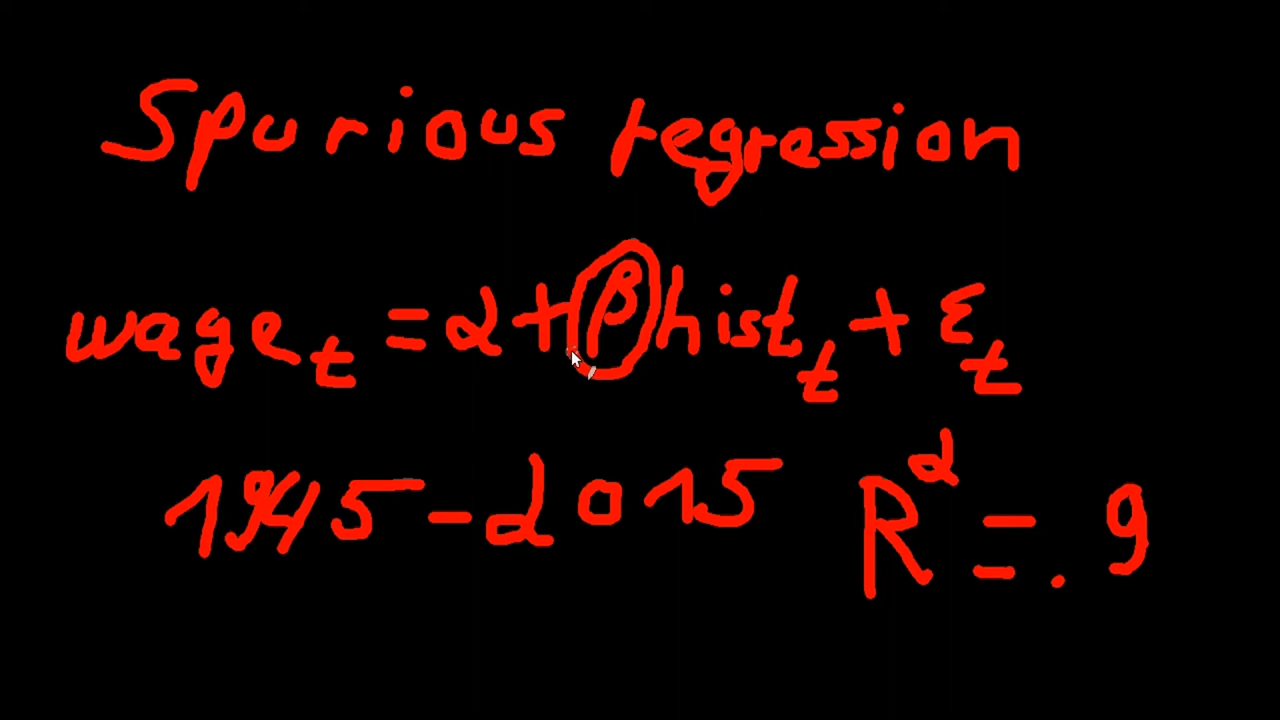 Spurious regression
wage_t = α + β hist_t + ε_t
1945-2015 R² = .9